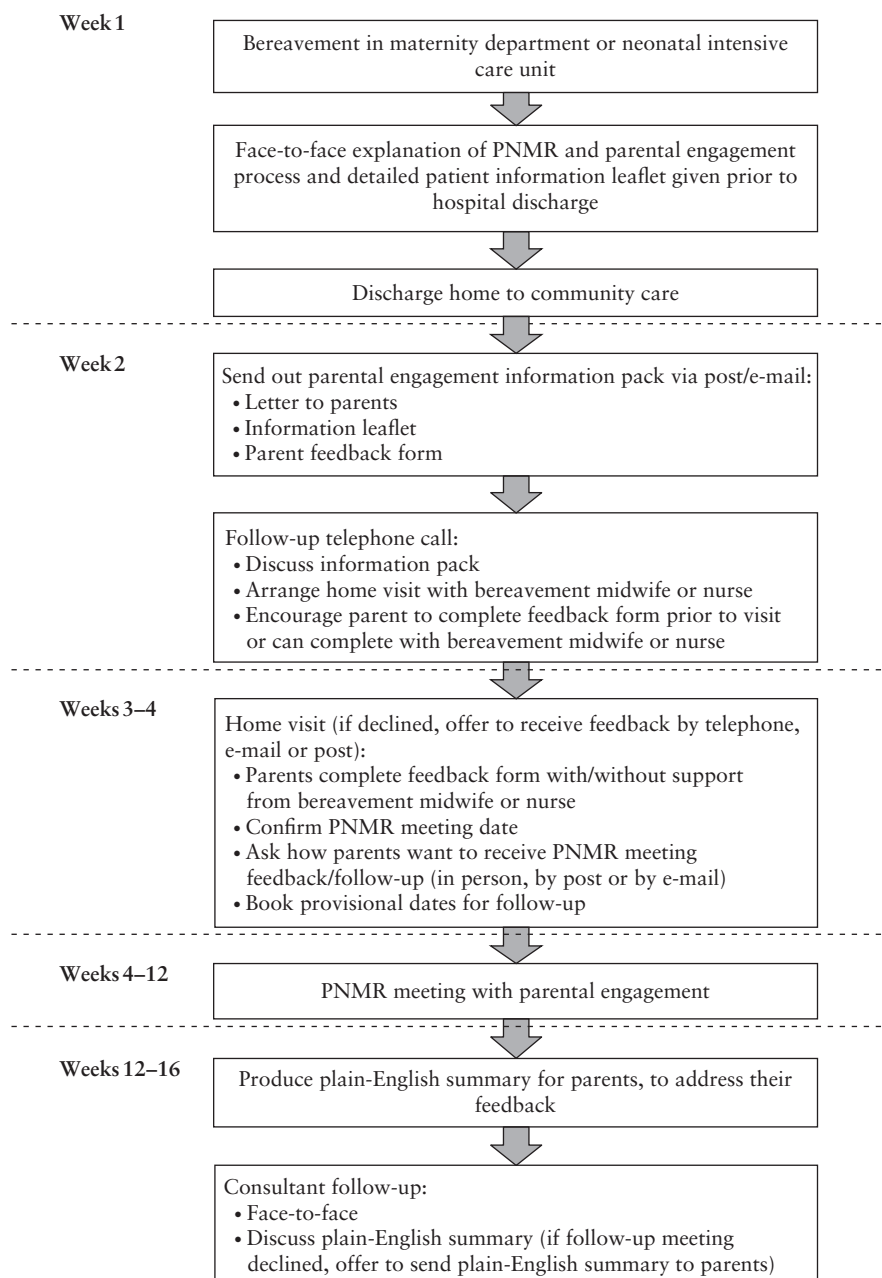 Week 1
Bereavement in maternity department or neonatal intensive
care unit
Face-to-face explanation of PNMR and parental engagement
process and detailed patient information leaflet given prior to
hospital discharge
Discharge home to community care
Week 2
Send out parental engagement information pack via post/e-mail:
• Letter to parents
• Information leaflet
• Parent feedback form
Follow-up telephone call:
• Discuss information pack
• Arrange home visit with bereavement midwife or nurse
• Encourage parent to complete feedback form prior to visit
or can complete with bereavement midwife or nurse
Weeks 3–4
Home visit (if declined, offer to receive feedback by telephone,
e-mail or post):
• Parents complete feedback form with/without support
from bereavement midwife or nurse
• Confirm PNMR meeting date
• Ask how parents want to receive PNMR meeting
feedback/follow-up (in person, by post or by e-mail)
• Book provisional dates for follow-up
Weeks 4–12
PNMR meeting with parental engagement
Weeks 12–16
Produce plain-English summary for parents, to address their
feedback
Consultant follow-up:
• Face-to-face
• Discuss plain-English summary (if follow-up meeting
declined, offer to send plain-English summary to parents)